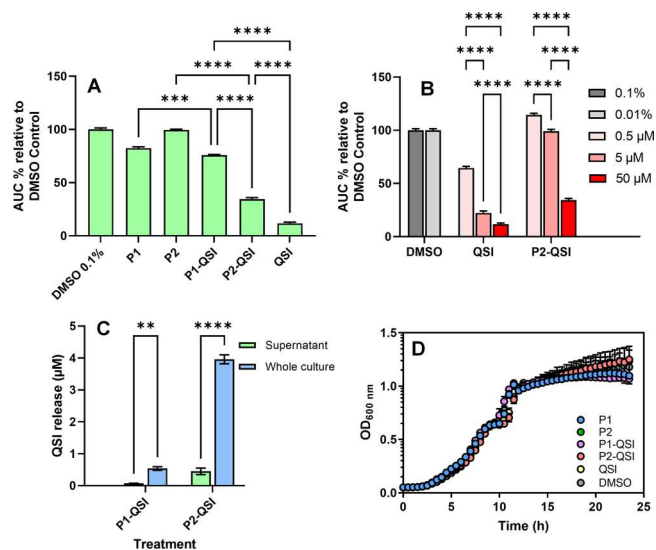 A
AUC % relative to
DMSO Control
150
100
50
0
****
****
****
***
****
DMSO 0.1%
P1
P2
P1-QSI
P2-QSI
QSI
B
AUC % relative to
DMSO Control
150
100
50
0
****
****
****
****
****
****
DMSO
QSI
P2-QSI
0.1%
0.01%
0.5 µM
5 µM
50 µM
C
QSI release (µM)
5
4
3
2
1
0
**
****
Supernatant
Whole culture
P1-QSI
P2-QSI
Treatment
D
OD600 nm
1.5
1.0
0.5
0.0
0
5
10
15
20
25
Time (h)
P1
P2
P1-QSI
P2-QSI
QSI
DMSO